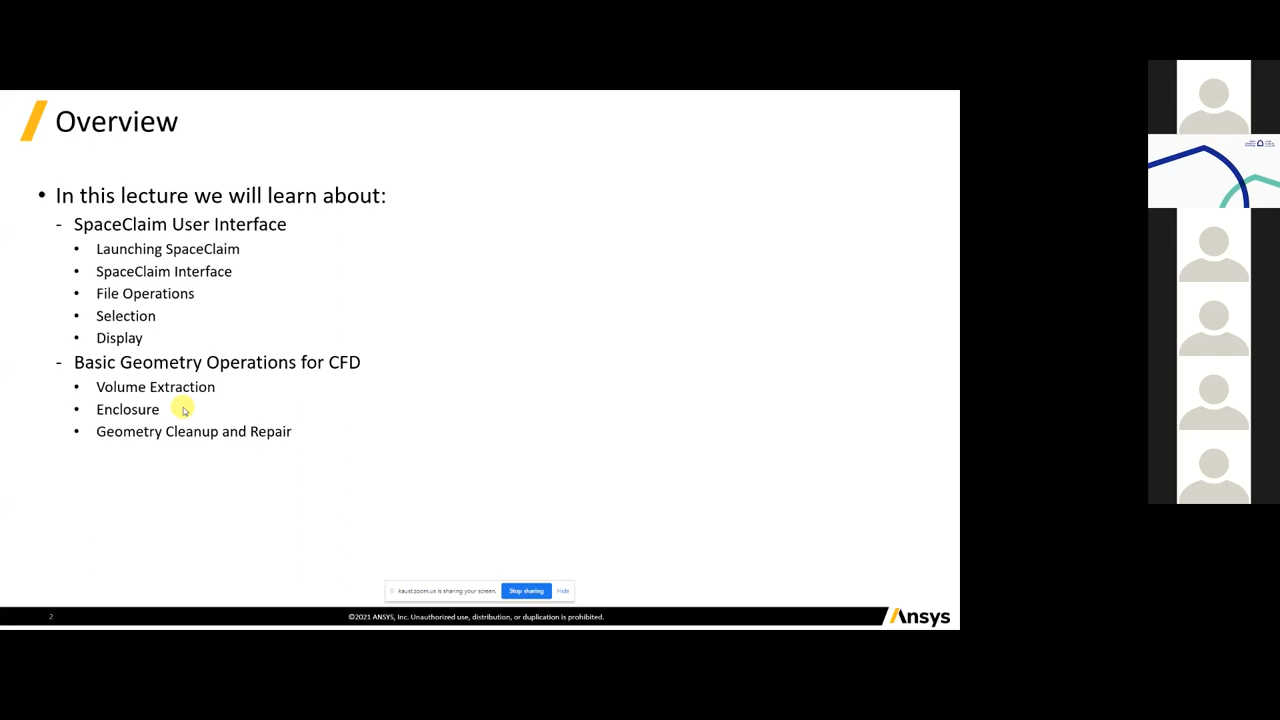 Overview
• In this lecture we will learn about:
- SpaceClaim User Interface
• Launching SpaceClaim
• SpaceClaim Interface
• File Operations
• Selection
• Display
- Basic Geometry Operations for CFD
• Volume Extraction
• Enclosure
• Geometry Cleanup and Repair
kaust.zoom.us is sharing your screen. Stop sharing Hide
2 ©2021 ANSYS, Inc. Unauthorized use, distribution, or duplication is prohibited. Ansys